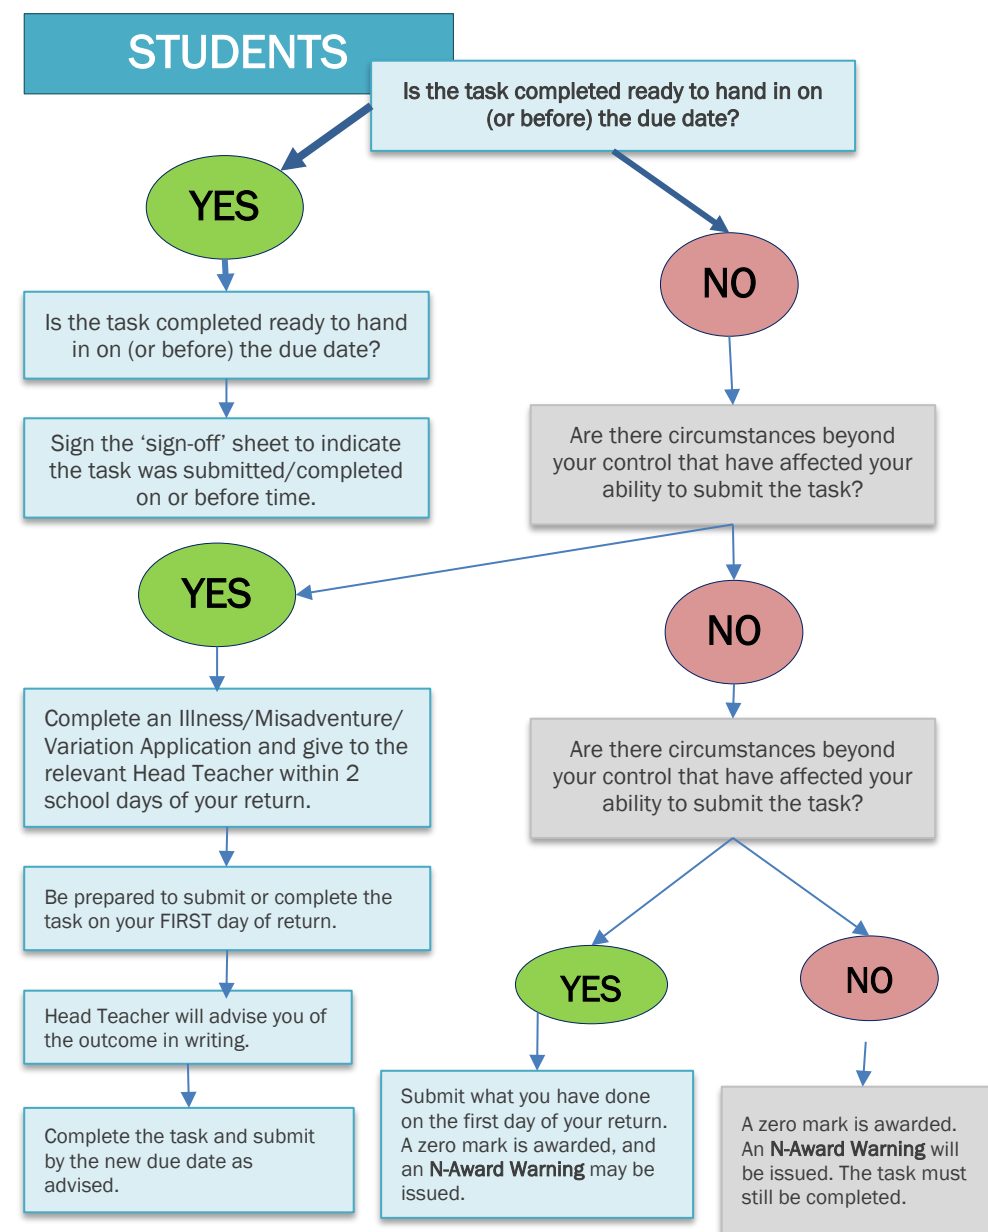 STUDENTS
Is the task completed ready to hand in on
(or before) the due date?
YES
NO
Is the task completed ready to hand
in on (or before) the due date?
Sign the ‘sign-off’ sheet to indicate
the task was submitted/completed
on or before time.
Are there circumstances beyond
your control that have affected your
ability to submit the task?
YES
NO
Complete an Illness/Misadventure/
Variation Application and give to the
relevant Head Teacher within 2
school days of your return.
Are there circumstances beyond
your control that have affected your
ability to submit the task?
Be prepared to submit or complete the
task on your FIRST day of return.
YES
NO
Head Teacher will advise you of
the outcome in writing.
Complete the task and submit
by the new due date as
advised.
Submit what you have done
on the first day of your return.
A zero mark is awarded, and
an N-Award Warning may be
issued.
A zero mark is awarded.
An N-Award Warning will
be issued. The task must
still be completed.